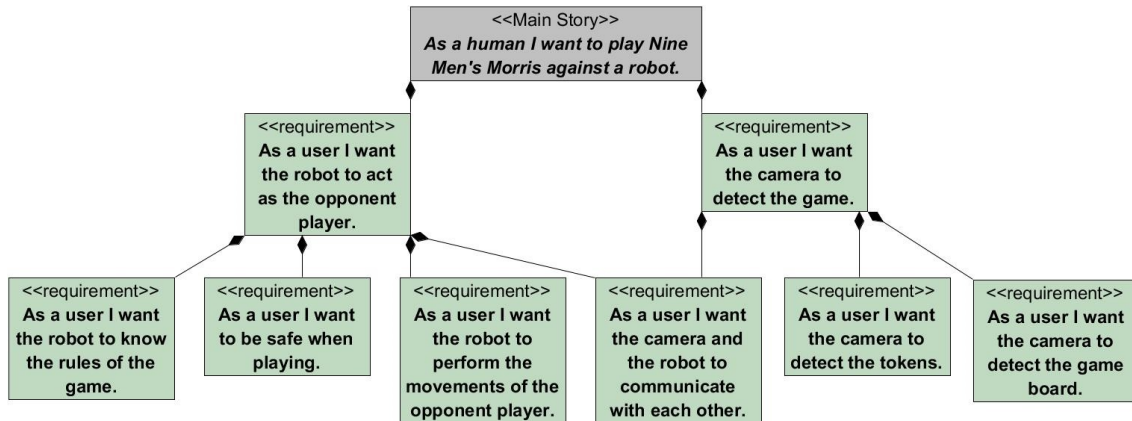 <<Main Story>>
As a human I want to play Nine
Men's Morris against a robot.
<<requirement>>
As a user I want
the robot to act
as the opponent
player.
<<requirement>>
As a user I want
the camera to
detect the game.
<<requirement>>
As a user I want
the robot to know
the rules of the
game.
<<requirement>>
As a user I want
to be safe when
playing.
<<requirement>>
As a user I want
the robot to
perform the
movements of the
opponent player.
<<requirement>>
As a user I want
the camera and
the robot to
communicate
with each other.
<<requirement>>
As a user I want
the camera to
detect the tokens.
<<requirement>>
As a user I want
the camera to
detect the game
board.